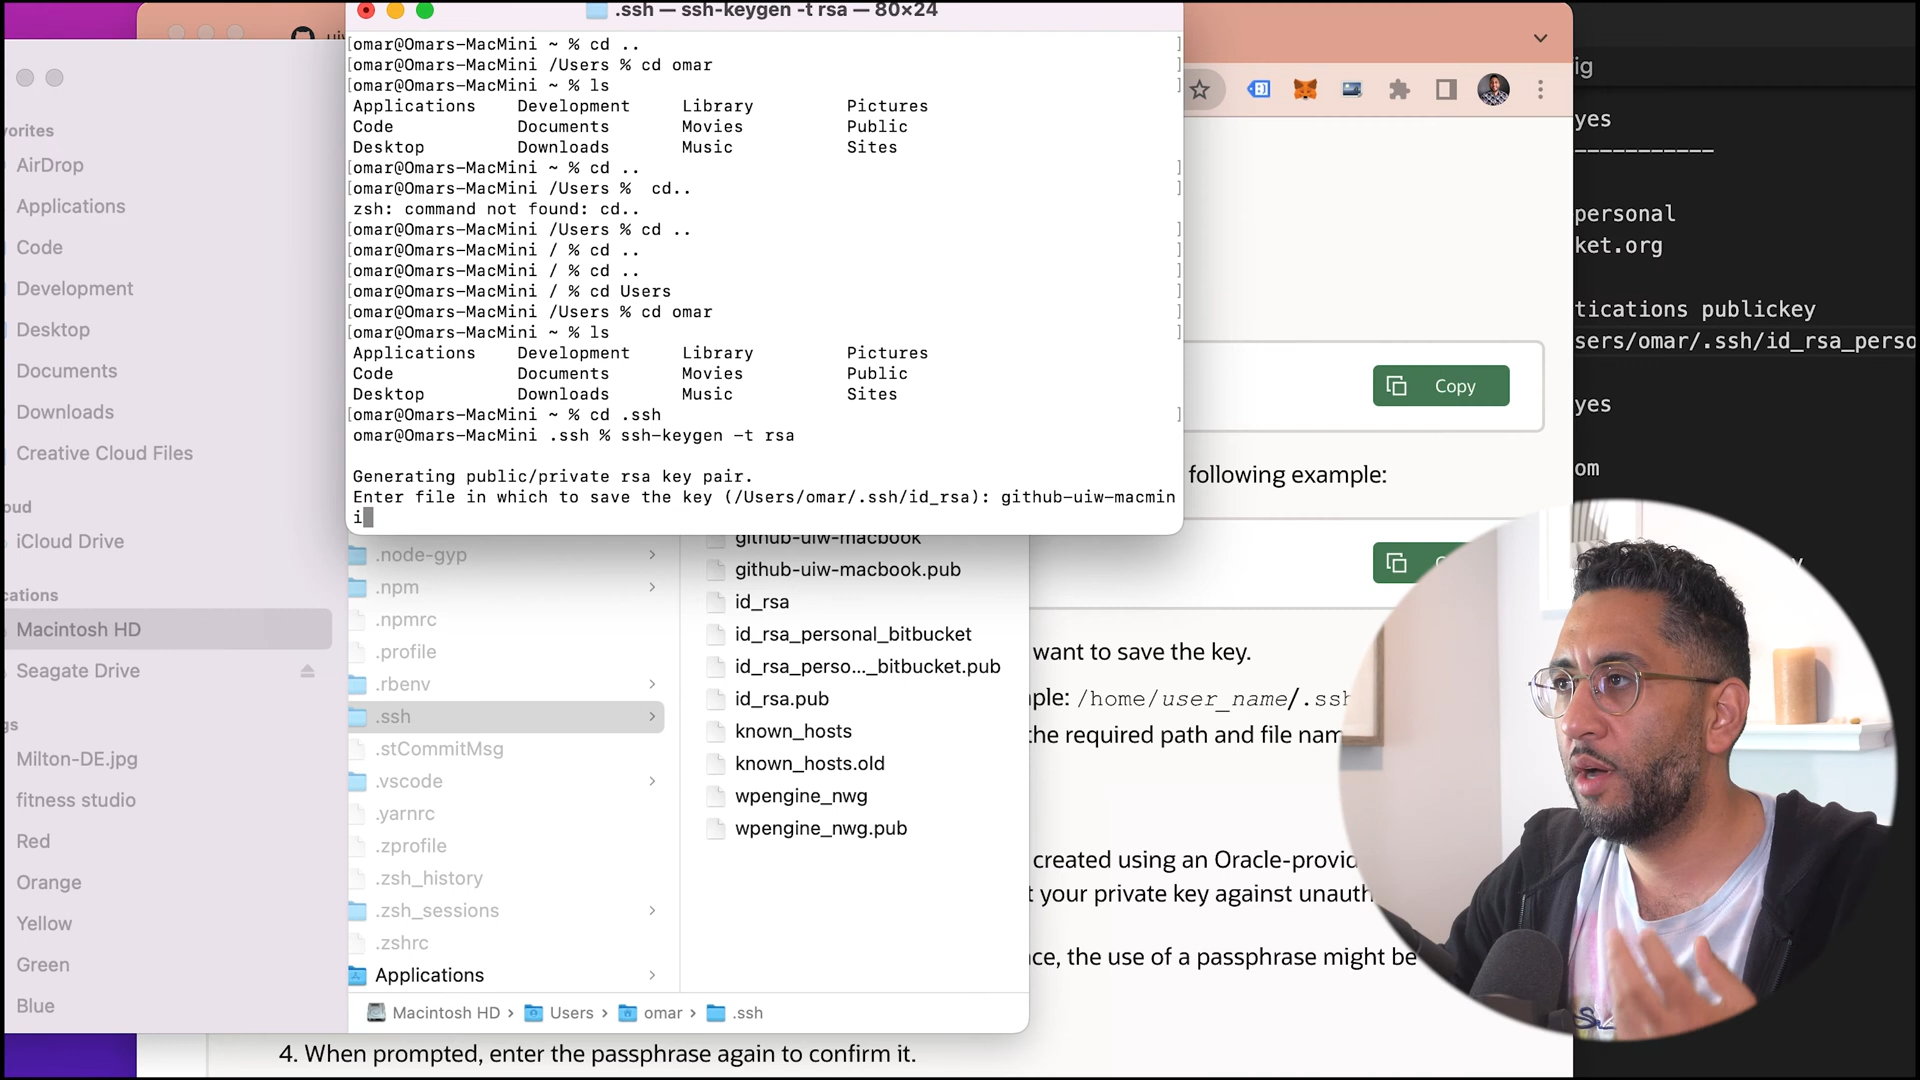 .ssh — ssh-keygen -t rsa — 80×24
[omar@Omars-MacMini ~ % cd ..
[omar@Omars-MacMini /Users % cd omar
[omar@Omars-MacMini ~ % ls
Applications Development Library Pictures
Code Documents Movies Public
Desktop Downloads Music Sites
[omar@Omars-MacMini ~ % cd ..
[omar@Omars-MacMini /Users %  cd..
zsh: command not found: cd..
[omar@Omars-MacMini /Users % cd ..
[omar@Omars-MacMini / % cd ..
[omar@Omars-MacMini / % cd ..
[omar@Omars-MacMini / % cd Users
[omar@Omars-MacMini /Users % cd omar
[omar@Omars-MacMini ~ % ls
Applications Development Library Pictures
Code Documents Movies Public
Desktop Downloads Music Sites
[omar@Omars-MacMini ~ % cd .ssh
omar@Omars-MacMini .ssh % ssh-keygen -t rsa
Generating public/private rsa key pair.
Enter file in which to save the key (/Users/omar/.ssh/id_rsa): github-uiw-macmin
i
vorites
AirDrop
Applications
Code
Development
Desktop
Documents
Downloads
Creative Cloud Files
oud
iCloud Drive
cations
Macintosh HD
Seagate Drive
gs
Milton-DE.jpg
fitness studio
Red
Orange
Yellow
Green
Blue
.node-gyp
.npm
.npmrc
.profile
.rbenv
.ssh
.stCommitMsg
.vscode
.yarnrc
.zprofile
.zsh_history
.zsh_sessions
.zshrc
Applications
github-uiw-macbook
github-uiw-macbook.pub
id_rsa
id_rsa_personal_bitbucket
id_rsa_perso..._bitbucket.pub
id_rsa.pub
known_hosts
known_hosts.old
wpengine_nwg
wpengine_nwg.pub
Macintosh HD › Users › omar › .ssh
Copy
following example:
want to save the key.
ple: /home/user_name/.ssh
the required path and file nam
created using an Oracle-provid
t your private key against unauth
ce, the use of a passphrase might be
4. When prompted, enter the passphrase again to confirm it.
ig
yes
------------
personal
ket.org
tications publickey
sers/omar/.ssh/id_rsa_perso
yes
om